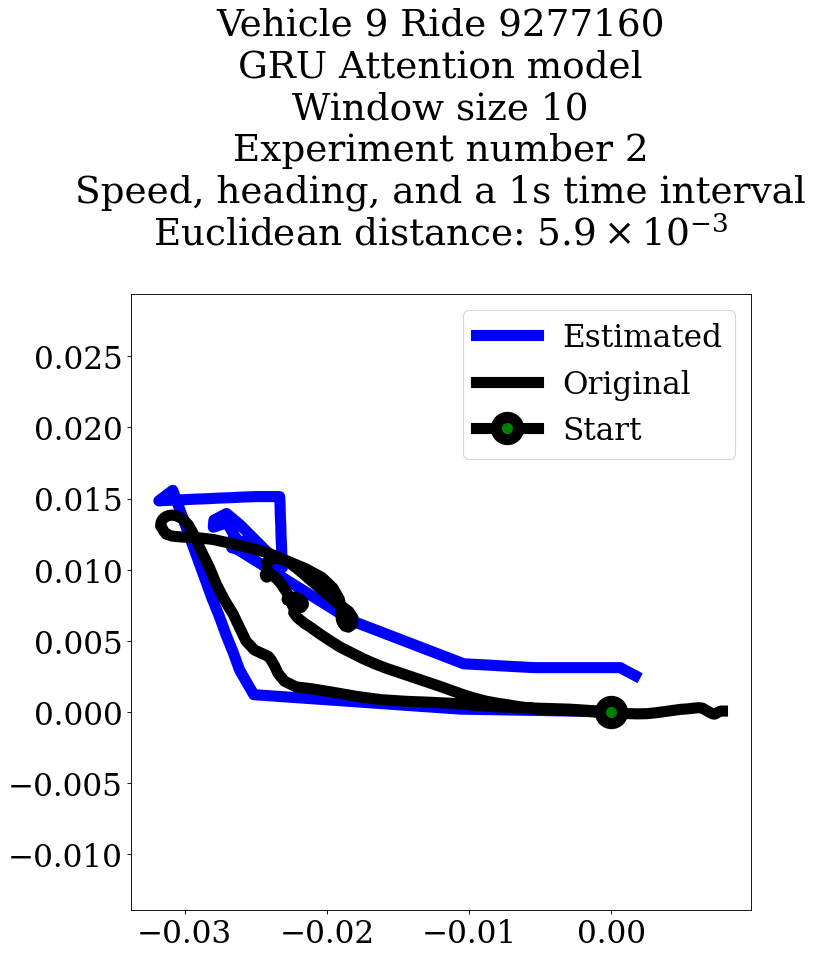 Vehicle 9 Ride 9277160
GRU Attention model
Window size 10
Experiment number 2
Speed, heading, and a 1s time interval
Euclidean distance: 5.9 × 10⁻³
Estimated
Original
Start
0.025
0.020
0.015
0.010
0.005
0.000
−0.005
−0.010
−0.03 −0.02 −0.01 0.00